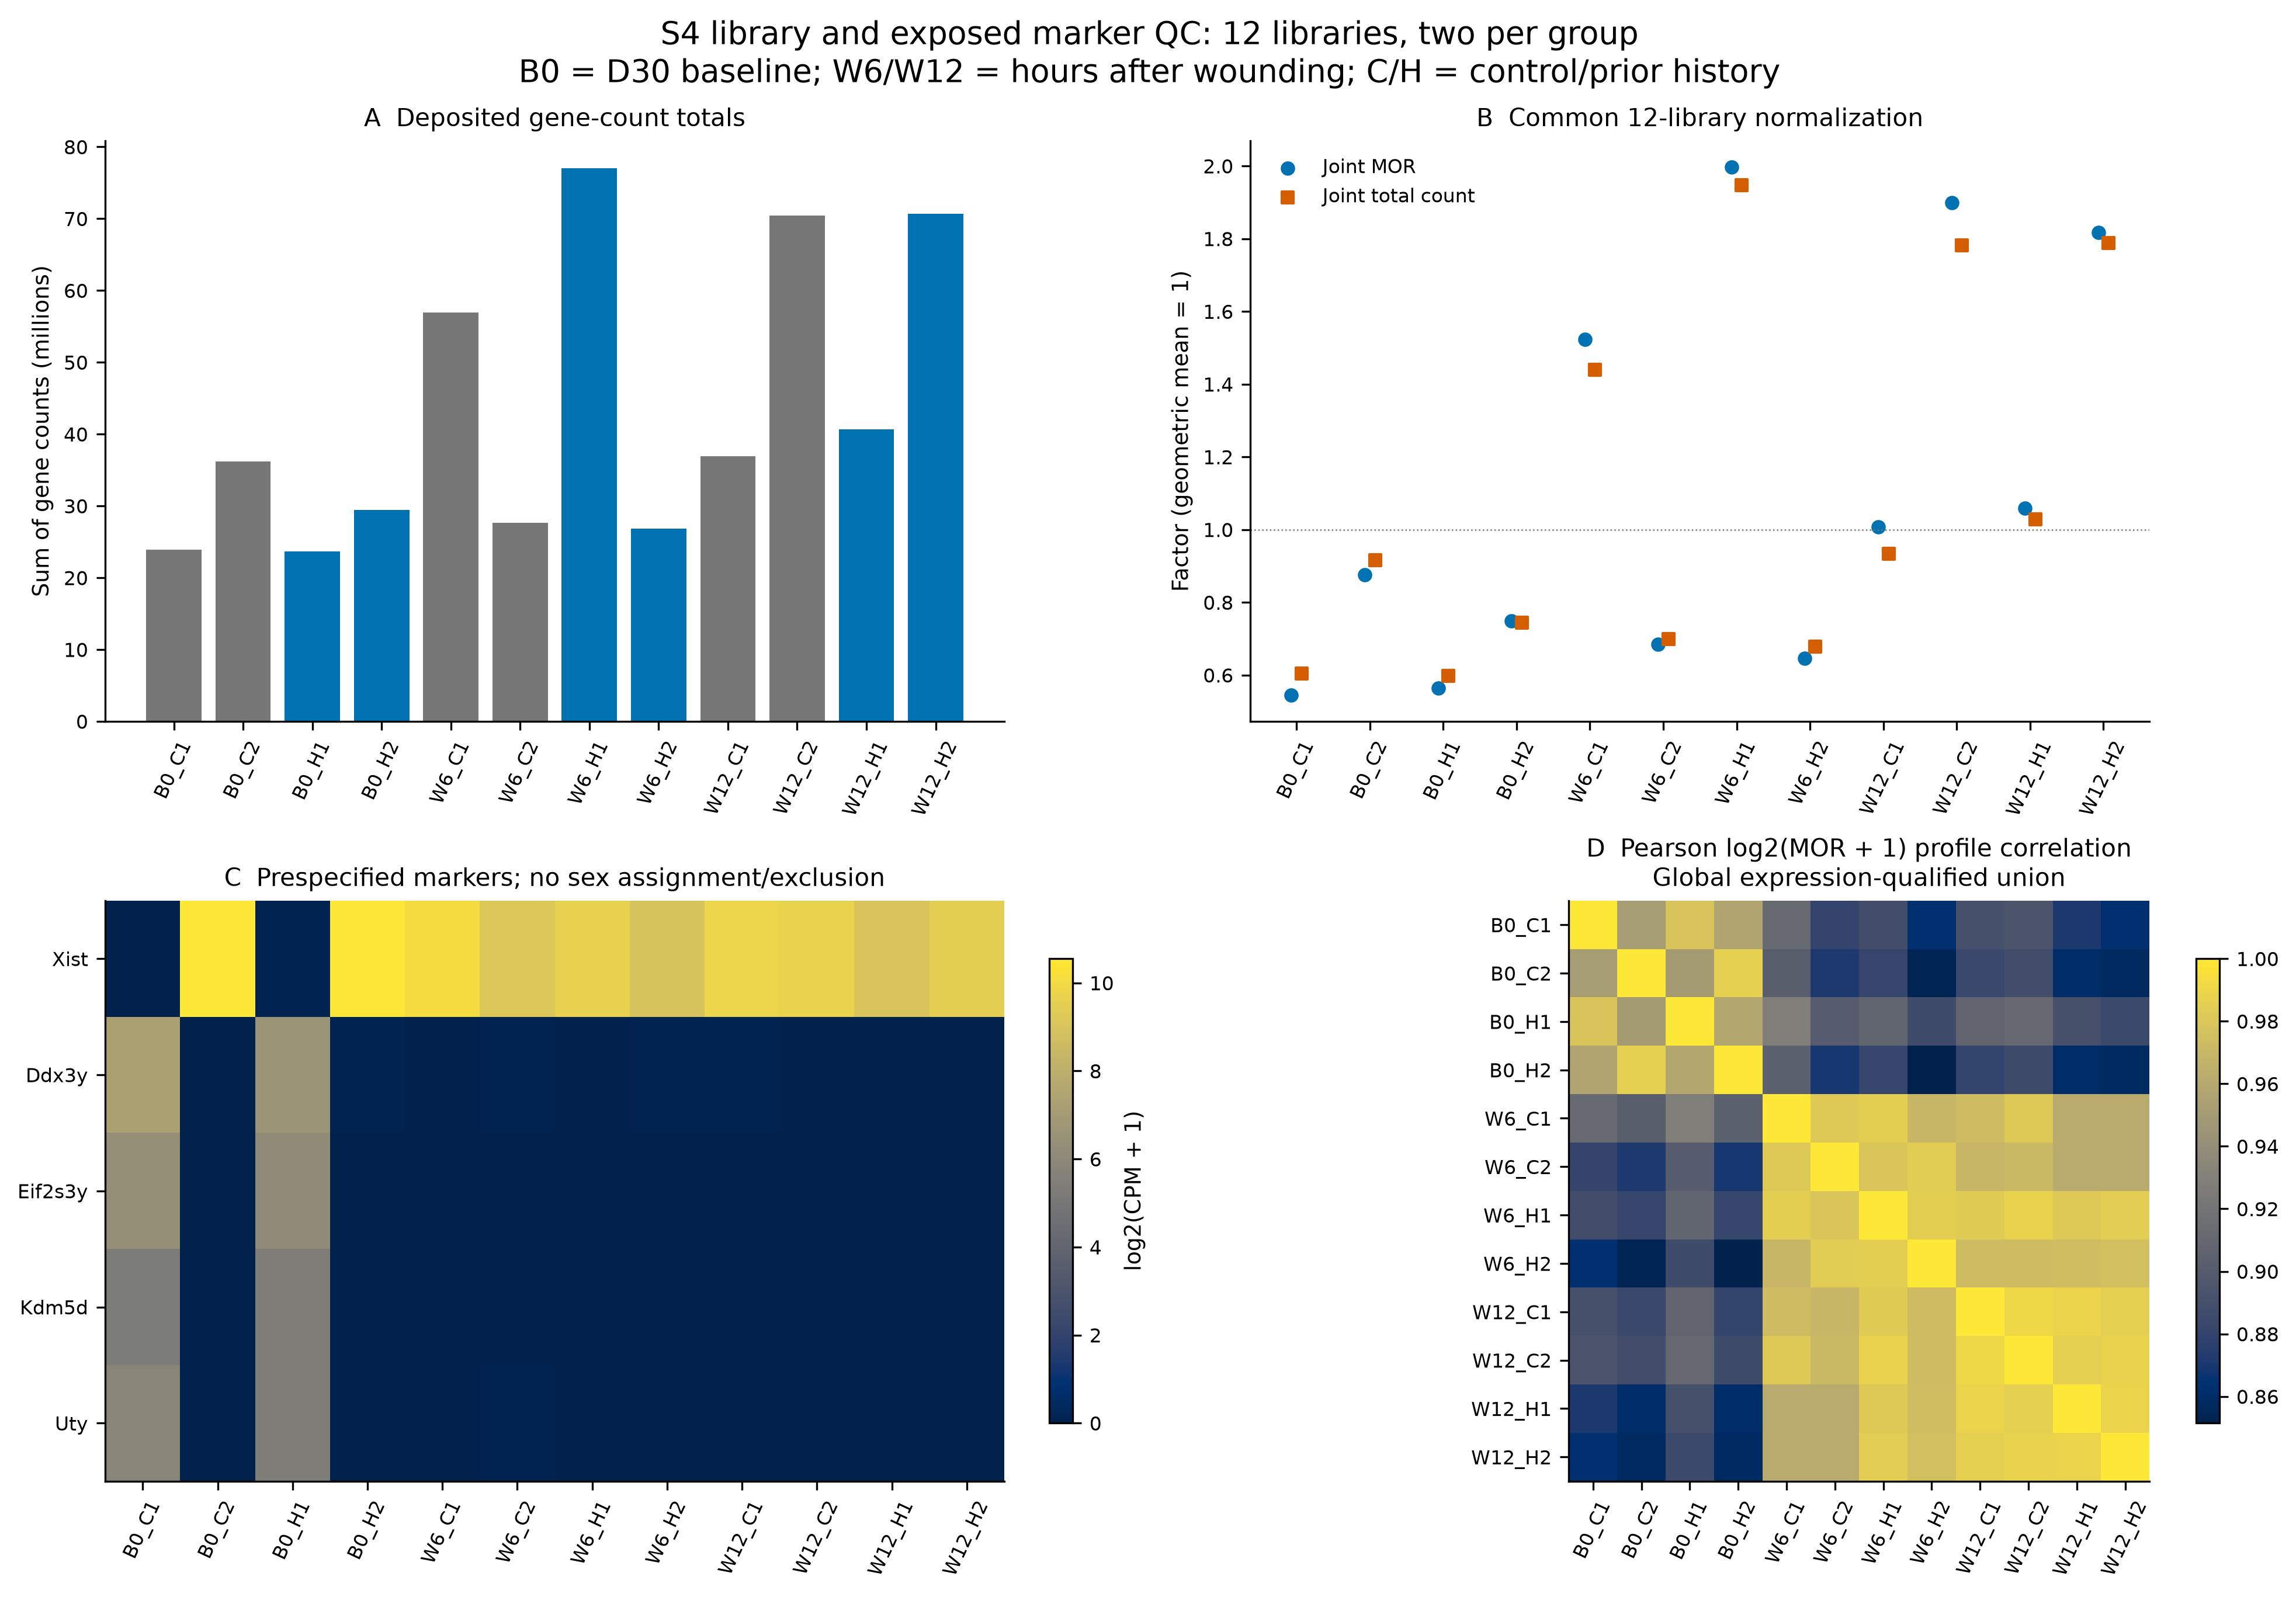 S4 library and exposed marker QC: 12 libraries, two per group
B0 = D30 baseline; W6/W12 = hours after wounding; C/H = control/prior history
A Deposited gene-count totals
Sum of gene counts (millions)
80
70
60
50
40
30
20
10
0
B0_C1
B0_C2
B0_H1
B0_H2
W6_C1
W6_C2
W6_H1
W6_H2
W12_C1
W12_C2
W12_H1
W12_H2
B Common 12-library normalization
Joint MOR
Joint total count
Factor (geometric mean = 1)
2.0
1.8
1.6
1.4
1.2
1.0
0.8
0.6
B0_C1
B0_C2
B0_H1
B0_H2
W6_C1
W6_C2
W6_H1
W6_H2
W12_C1
W12_C2
W12_H1
W12_H2
C Prespecified markers; no sex assignment/exclusion
Xist
Ddx3y
Eif2s3y
Kdm5d
Uty
B0_C1
B0_C2
B0_H1
B0_H2
W6_C1
W6_C2
W6_H1
W6_H2
W12_C1
W12_C2
W12_H1
W12_H2
10
8
6
4
2
0
log2(CPM + 1)
D Pearson log2(MOR + 1) profile correlation
Global expression-qualified union
B0_C1
B0_C2
B0_H1
B0_H2
W6_C1
W6_C2
W6_H1
W6_H2
W12_C1
W12_C2
W12_H1
W12_H2
B0_C1
B0_C2
B0_H1
B0_H2
W6_C1
W6_C2
W6_H1
W6_H2
W12_C1
W12_C2
W12_H1
W12_H2
1.00
0.98
0.96
0.94
0.92
0.90
0.88
0.86